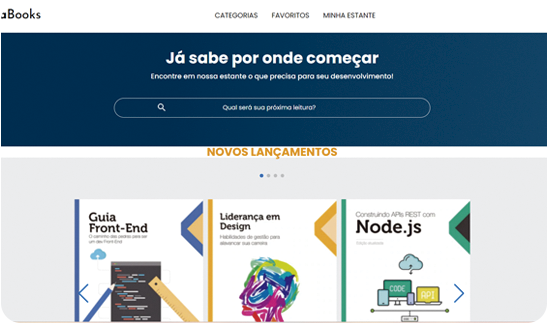 aBooks
CATEGORIAS FAVORITOS MINHA ESTANTE
Já sabe por onde começar
Encontre em nossa estante o que precisa para seu desenvolvimento!
Qual será sua próxima leitura?
NOVOS LANÇAMENTOS
Guia
Front-End
O caminho das pedras para ser
um dev Front-End
Liderança em
Design
Habilidades de gestão para
alavancar sua carreira
Construindo APIs REST com
Node.js
CODE
API